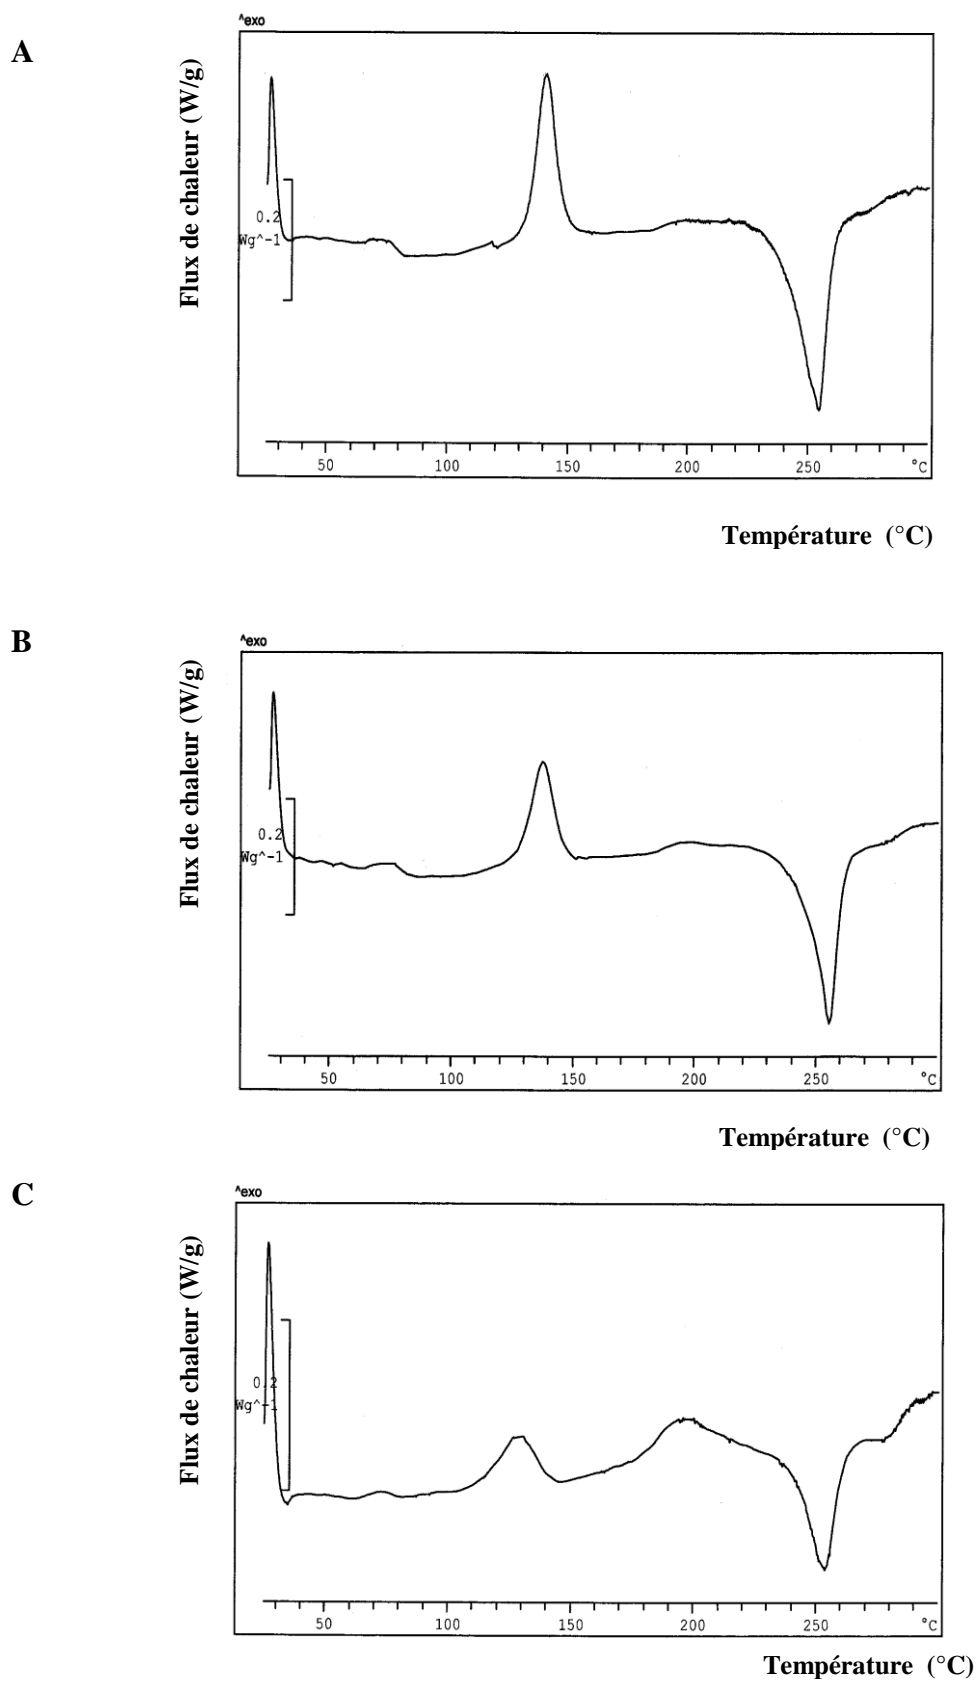 ^exo
A
Flux de chaleur (W/g)
0.2
Wg^-1
50 100 150 200 250 °C
Température (°C)
^exo
B
Flux de chaleur (W/g)
0.2
Wg^-1
50 100 150 200 250 °C
Température (°C)
C
^exo
Flux de chaleur (W/g)
0.2
Wg^-1
50 100 150 200 250 °C
Température (°C)